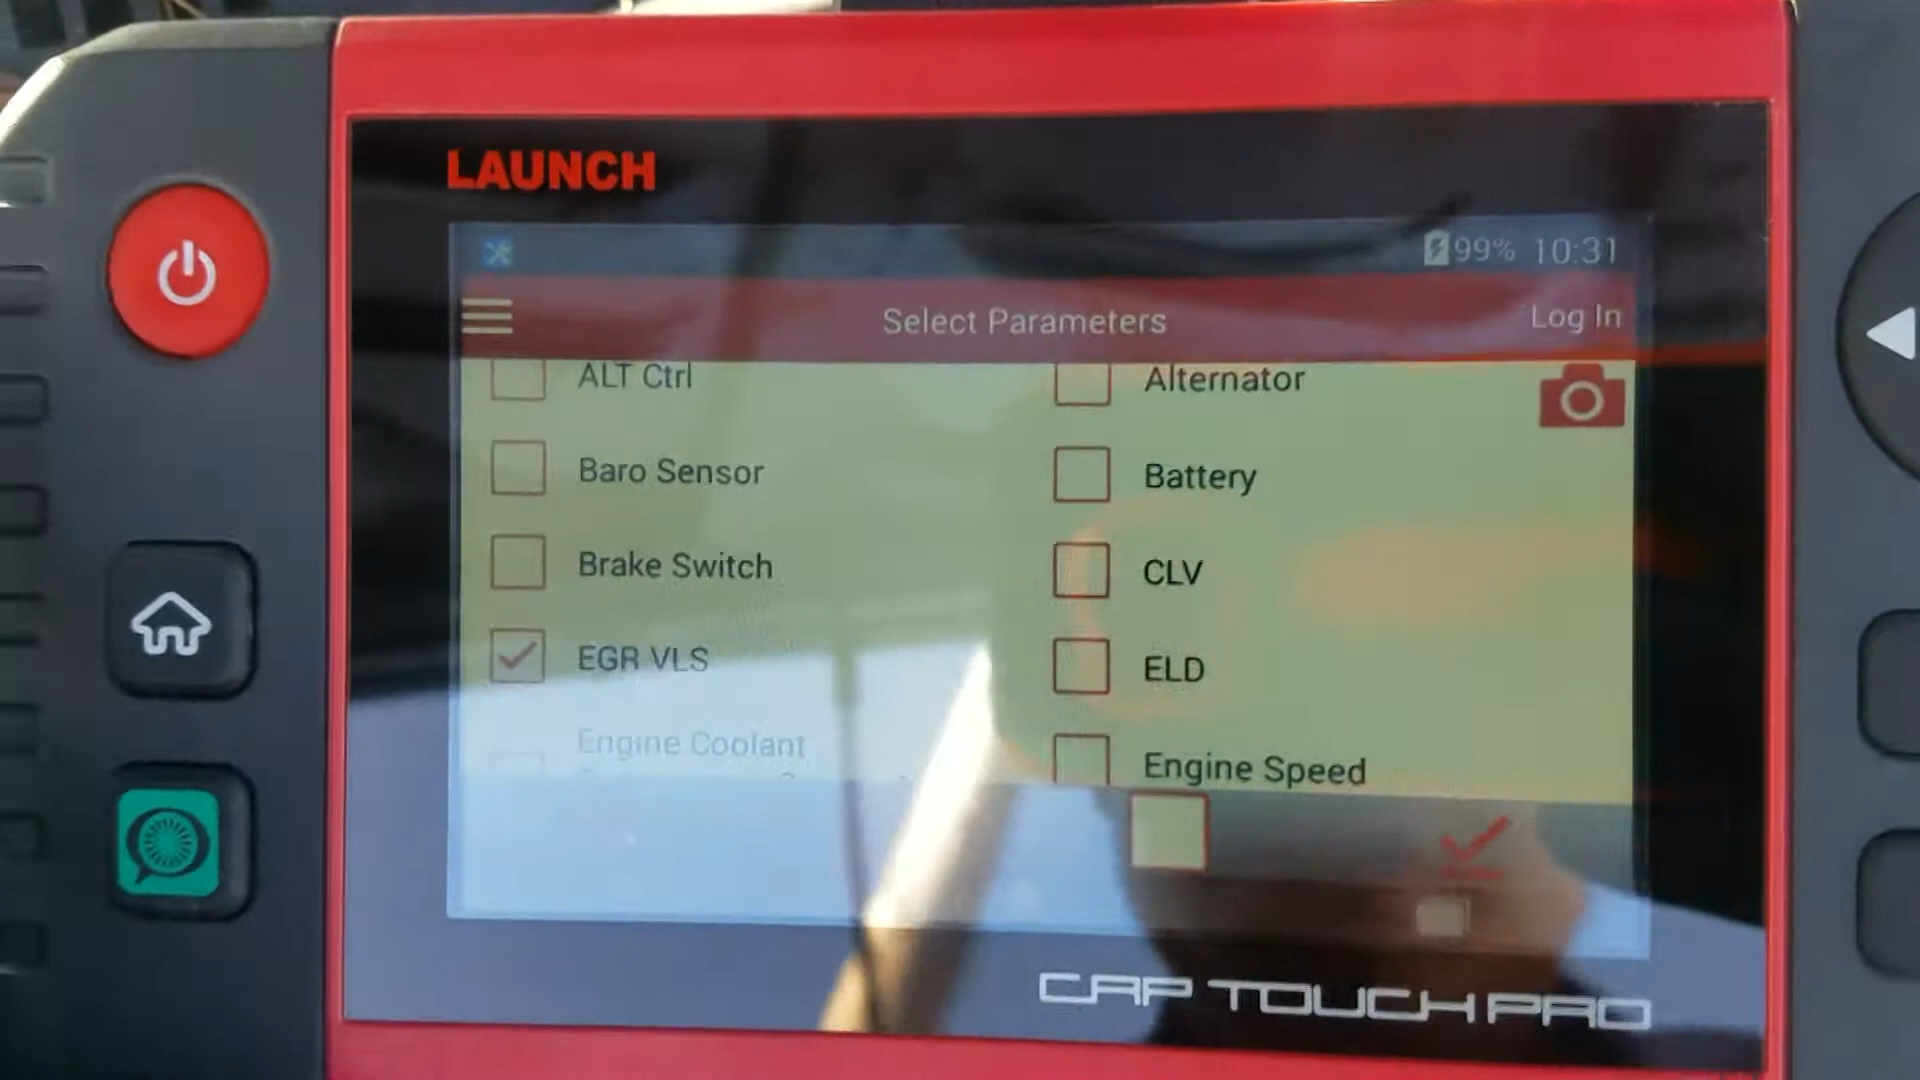 LAUNCH
99% 10:31
Select Parameters Log In
ALT Ctrl Alternator
Baro Sensor Battery
Brake Switch CLV
EGR VLS ELD
Engine Coolant Engine Speed
CRP TOUCH PRO